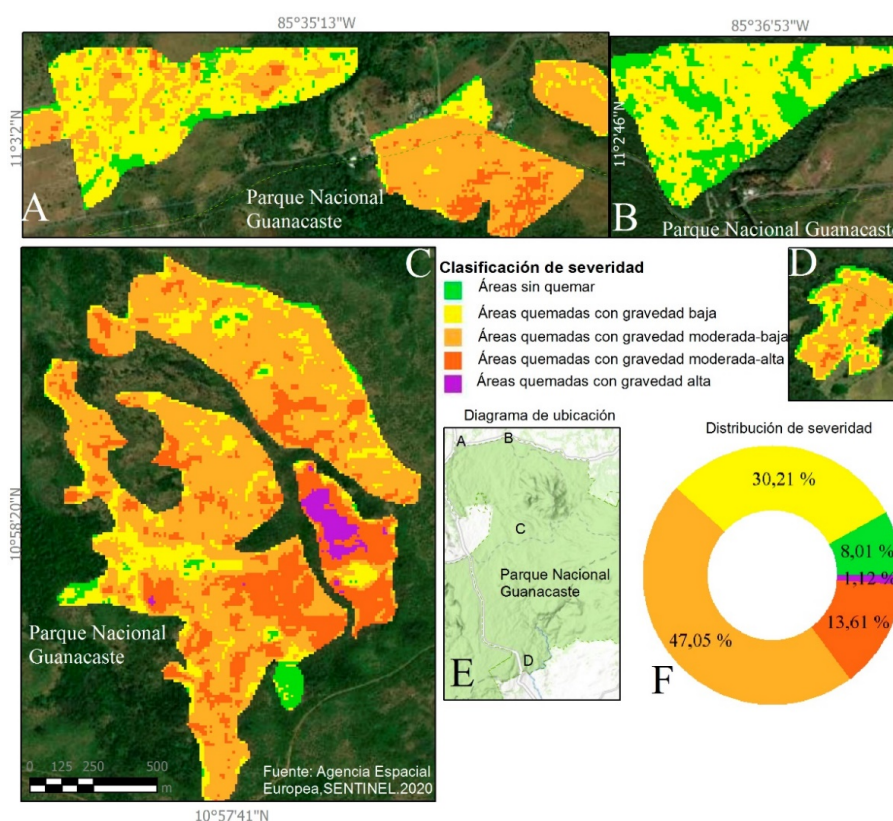 85°35'13"W
85°36'53"W
11°3'2"N
A
Parque Nacional
Guanacaste
11°2'46"N
B
Parque Nacional Guanacaste
C
Clasificación de severidad
Áreas sin quemar
Áreas quemadas con gravedad baja
Áreas quemadas con gravedad moderada-baja
Áreas quemadas con gravedad moderada-alta
Áreas quemadas con gravedad alta
D
10°58'20"N
Parque Nacional
Guanacaste
0 125 250 500
m
Fuente: Agencia Espacial
Europea,SENTINEL.2020
10°57'41"N
Diagrama de ubicación
A
B
C
Parque Nacional
Guanacaste
D
E
Distribución de severidad
30,21 %
8,01 %
1,12 %
13,61 %
47,05 %
F